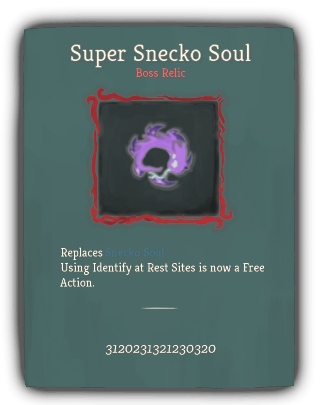 Super Snecko Soul
Boss Relic
Replaces Snecko Soul.
Using Identify at Rest Sites is now a Free
Action.
3120231321230320